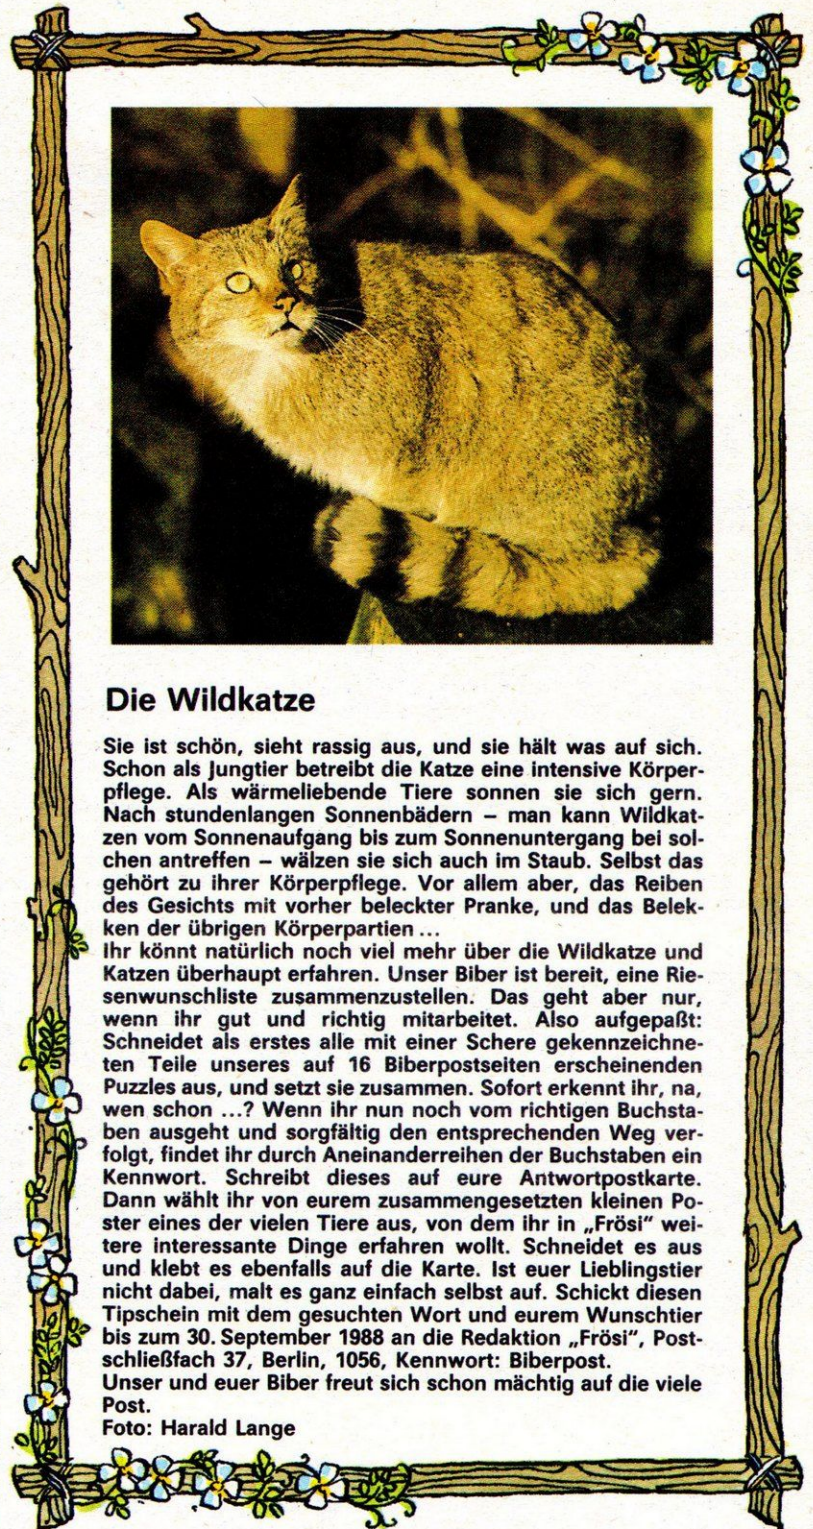 Die Wildkatze
Sie ist schön, sieht rassig aus, und sie hält was auf sich.
Schon als Jungtier betreibt die Katze eine intensive Körper-
pflege. Als wärmeliebende Tiere sonnen sie sich gern.
Nach stundenlangen Sonnenbädern – man kann Wildkat-
zen vom Sonnenaufgang bis zum Sonnenuntergang bei sol-
chen antreffen – wälzen sie sich auch im Staub. Selbst das
gehört zu ihrer Körperpflege. Vor allem aber, das Reiben
des Gesichts mit vorher beleckter Pranke, und das Belek-
ken der übrigen Körperpartien ...
Ihr könnt natürlich noch viel mehr über die Wildkatze und
Katzen überhaupt erfahren. Unser Biber ist bereit, eine Rie-
senwunschliste zusammenzustellen. Das geht aber nur,
wenn ihr gut und richtig mitarbeitet. Also aufgepaßt:
Schneidet als erstes alle mit einer Schere gekennzeichne-
ten Teile unseres auf 16 Biberpostseiten erscheinenden
Puzzles aus, und setzt sie zusammen. Sofort erkennt ihr, na,
wen schon ...? Wenn ihr nun noch vom richtigen Buchsta-
ben ausgeht und sorgfältig den entsprechenden Weg ver-
folgt, findet ihr durch Aneinanderreihen der Buchstaben ein
Kennwort. Schreibt dieses auf eure Antwortpostkarte.
Dann wählt ihr von eurem zusammengesetzten kleinen Po-
ster eines der vielen Tiere aus, von dem ihr in „Frösi“ wei-
tere interessante Dinge erfahren wollt. Schneidet es aus
und klebt es ebenfalls auf die Karte. Ist euer Lieblingstier
nicht dabei, malt es ganz einfach selbst auf. Schickt diesen
Tipschein mit dem gesuchten Wort und eurem Wunschtier
bis zum 30. September 1988 an die Redaktion „Frösi“, Post-
schließfach 37, Berlin, 1056, Kennwort: Biberpost.
Unser und euer Biber freut sich schon mächtig auf die viele
Post.
Foto: Harald Lange